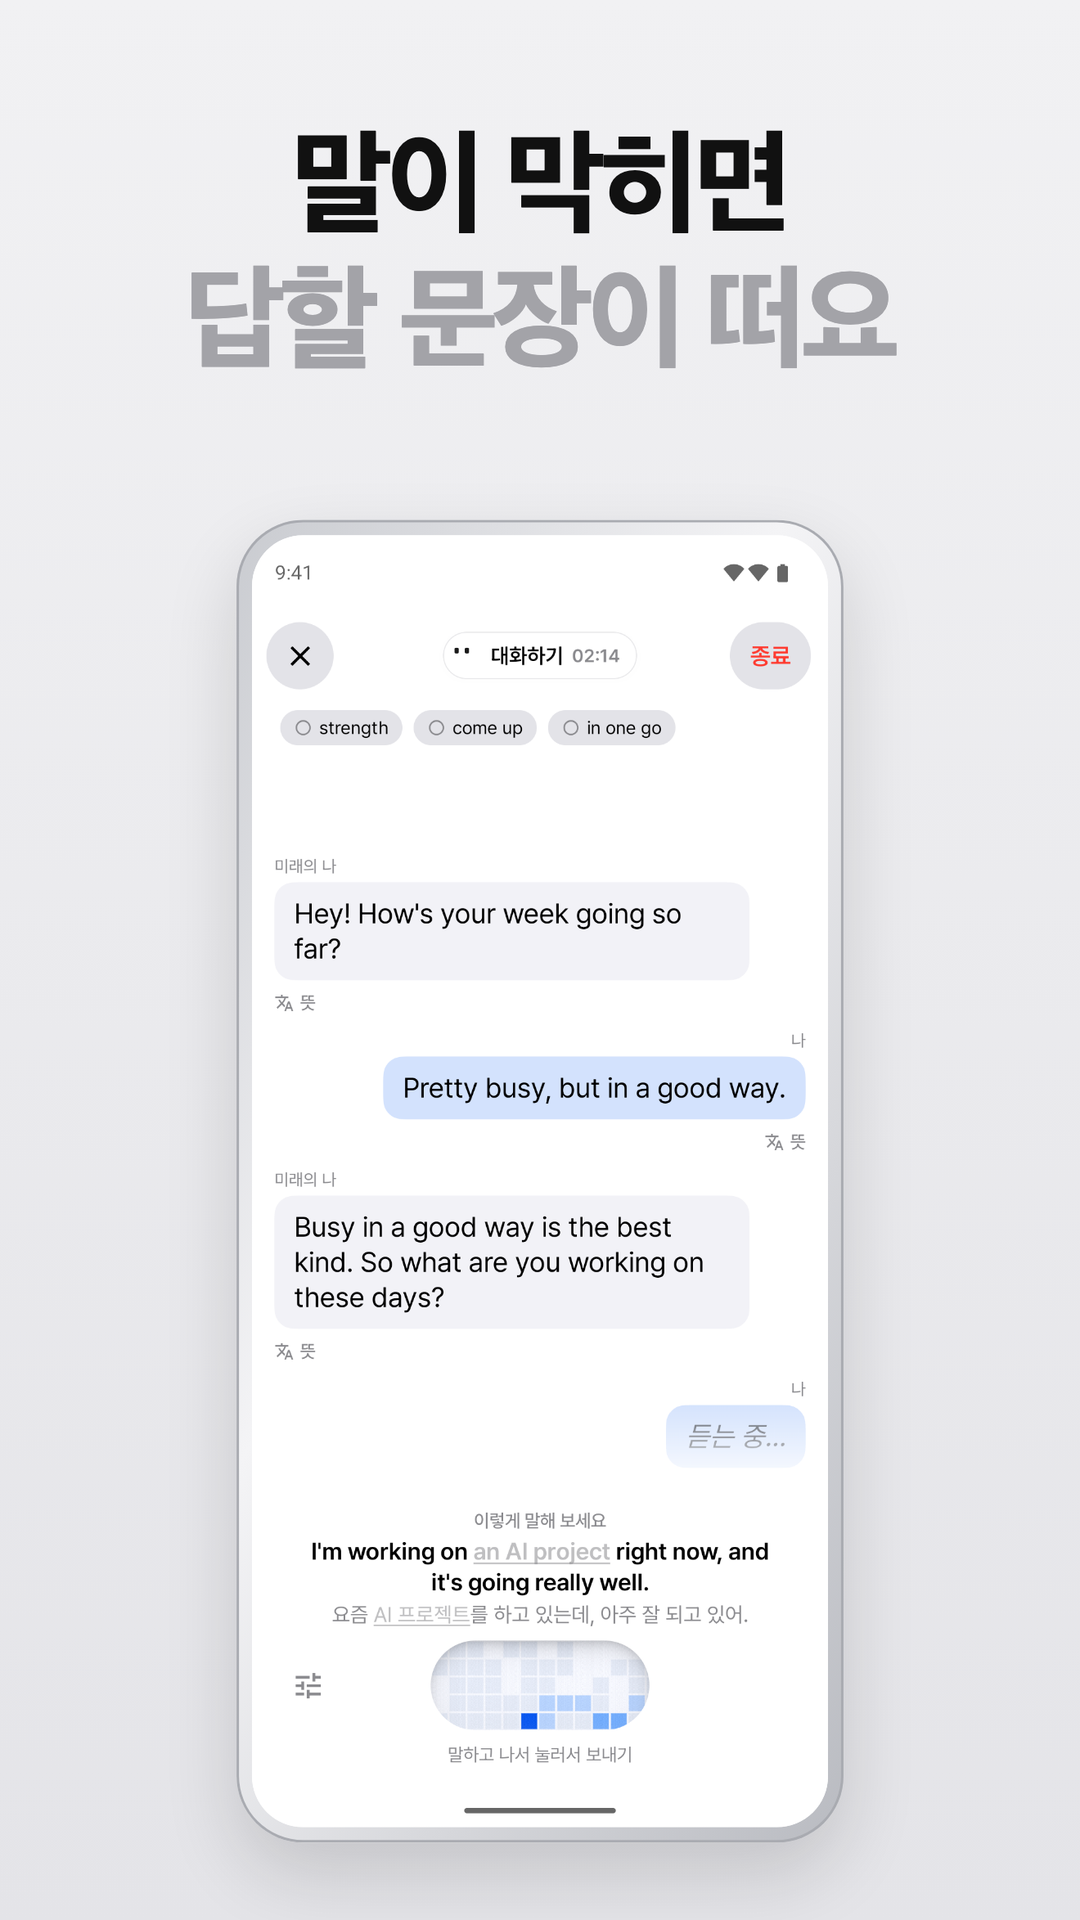 말이 막히면
답할 문장이 떠요
9:41
대화하기 02:14
종료
strength
come up
in one go
미래의 나
Hey! How's your week going so
far?
뜻
나
Pretty busy, but in a good way.
뜻
미래의 나
Busy in a good way is the best
kind. So what are you working on
these days?
뜻
나
듣는 중...
이렇게 말해 보세요
I'm working on an AI project right now, and
it's going really well.
요즘 AI 프로젝트를 하고 있는데, 아주 잘 되고 있어.
말하고 나서 눌러서 보내기